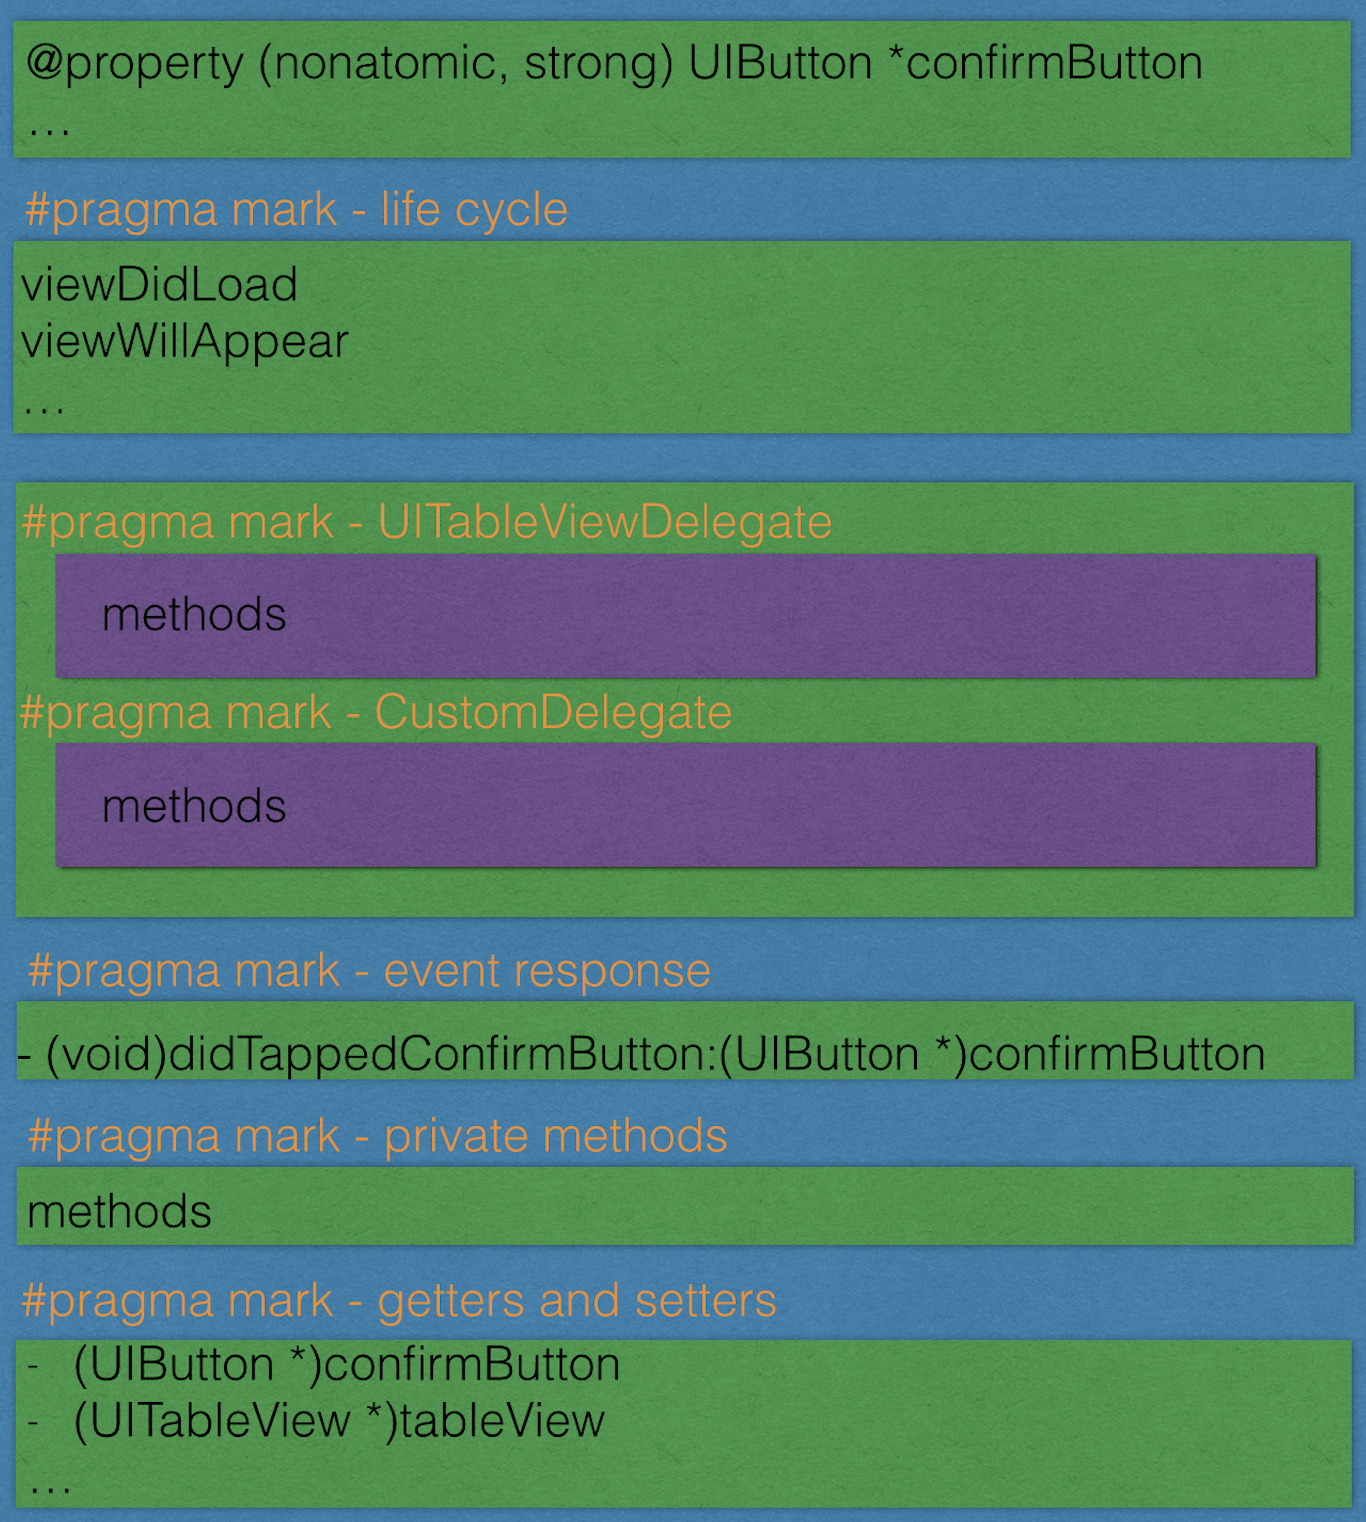 @property (nonatomic, strong) UIButton *confirmButton
...
#pragma mark - life cycle
viewDidLoad
viewWillAppear
...
#pragma mark - UITableViewDelegate
methods
#pragma mark - CustomDelegate
methods
#pragma mark - event response
- (void)didTappedConfirmButton:(UIButton *)confirmButton
#pragma mark - private methods
methods
#pragma mark - getters and setters
- (UIButton *)confirmButton
- (UITableView *)tableView
...